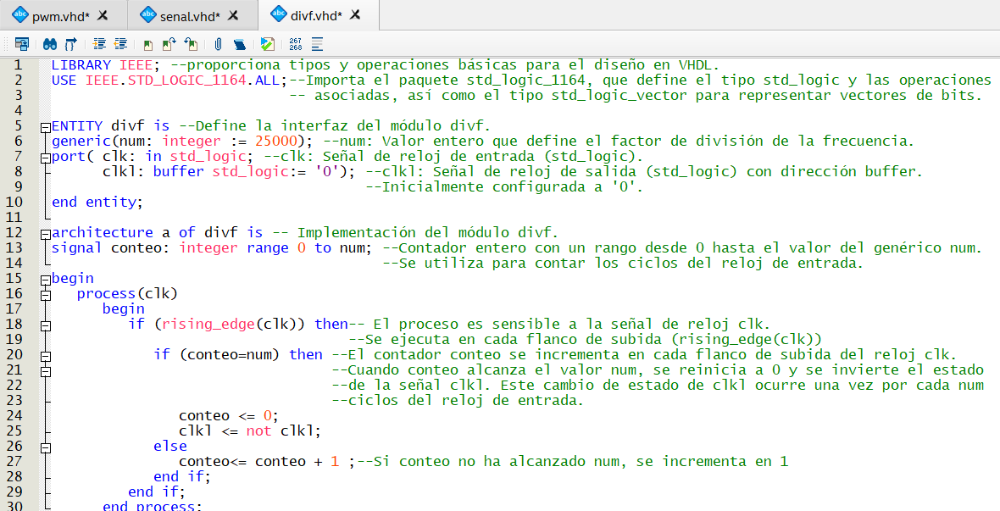 pwm.vhd* senal.vhd* divf.vhd*
267
268
1 LIBRARY IEEE; --proporciona tipos y operaciones básicas para el diseño en VHDL.
2 USE IEEE.STD_LOGIC_1164.ALL;--Importa el paquete std_logic_1164, que define el tipo std_logic y las operaciones
3 -- asociadas, así como el tipo std_logic_vector para representar vectores de bits.
4
5 ENTITY divf is --Define la interfaz del módulo divf.
6 generic(num: integer := 25000); --num: Valor entero que define el factor de división de la frecuencia.
7 port( clk: in std_logic; --clk: Señal de reloj de entrada (std_logic).
8 clkl: buffer std_logic:= '0'); --clkl: Señal de reloj de salida (std_logic) con dirección buffer.
9 --Inicialmente configurada a '0'.
10 end entity;
11
12 architecture a of divf is -- Implementación del módulo divf.
13 signal conteo: integer range 0 to num; --Contador entero con un rango desde 0 hasta el valor del genérico num.
14 --Se utiliza para contar los ciclos del reloj de entrada.
15 begin
16 process(clk)
17 begin
18 if (rising_edge(clk)) then-- El proceso es sensible a la señal de reloj clk.
19 --Se ejecuta en cada flanco de subida (rising_edge(clk))
20 if (conteo=num) then --El contador conteo se incrementa en cada flanco de subida del reloj clk.
21 --Cuando conteo alcanza el valor num, se reinicia a 0 y se invierte el estado
22 --de la señal clkl. Este cambio de estado de clkl ocurre una vez por cada num
23 --ciclos del reloj de entrada.
24 conteo <= 0;
25 clkl <= not clkl;
26 else
27 conteo<= conteo + 1 ;--Si conteo no ha alcanzado num, se incrementa en 1
28 end if;
29 end if;
30 end process;